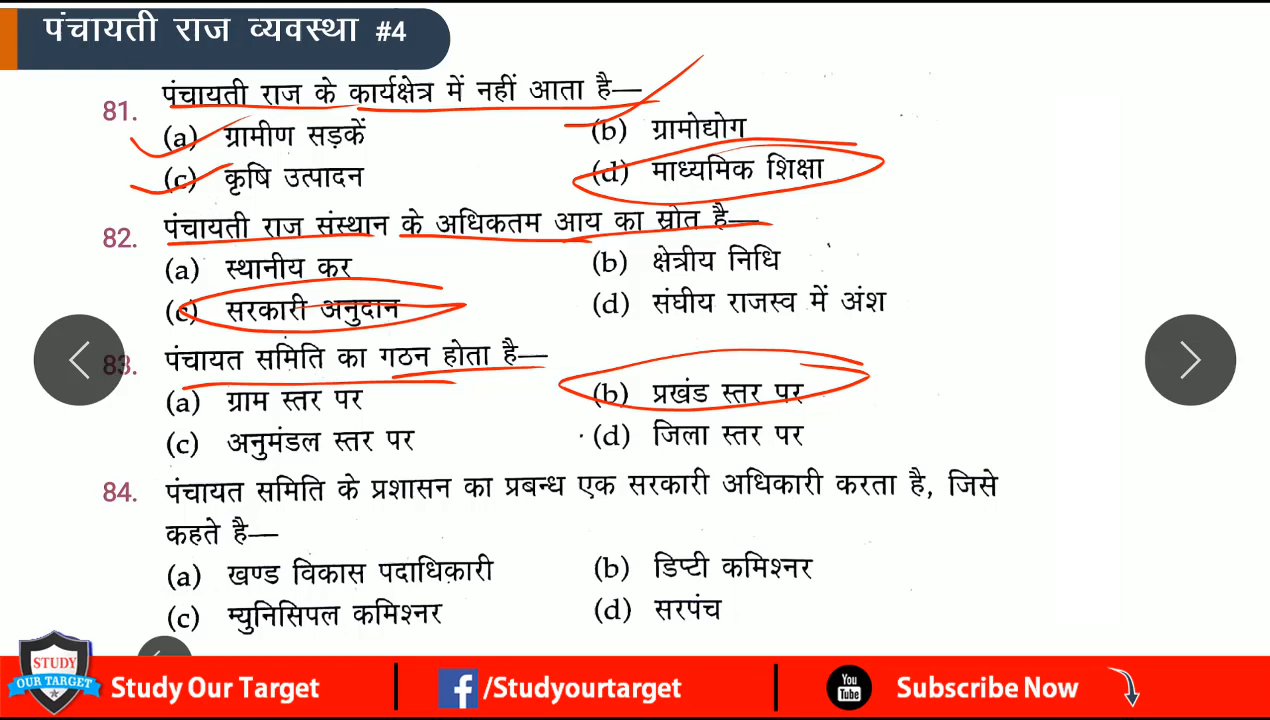 पंचायती राज व्यवस्था #4
81. पंचायती राज के कार्यक्षेत्र में नहीं आता है—
(a) ग्रामीण सड़कें (b) ग्रामोद्योग
(c) कृषि उत्पादन (d) माध्यमिक शिक्षा
82. पंचायती राज संस्थान के अधिकतम आय का स्रोत है—
(a) स्थानीय कर (b) क्षेत्रीय निधि
(c) सरकारी अनुदान (d) संघीय राजस्व में अंश
83. पंचायत समिति का गठन होता है—
(a) ग्राम स्तर पर (b) प्रखंड स्तर पर
(c) अनुमंडल स्तर पर (d) जिला स्तर पर
84. पंचायत समिति के प्रशासन का प्रबन्ध एक सरकारी अधिकारी करता है, जिसे
कहते है—
(a) खण्ड विकास पदाधिकारी (b) डिप्टी कमिश्नर
(c) म्युनिसिपल कमिश्नर (d) सरपंच
STUDY
OUR TARGET
Study Our Target f /Studyourtarget You Tube Subscribe Now